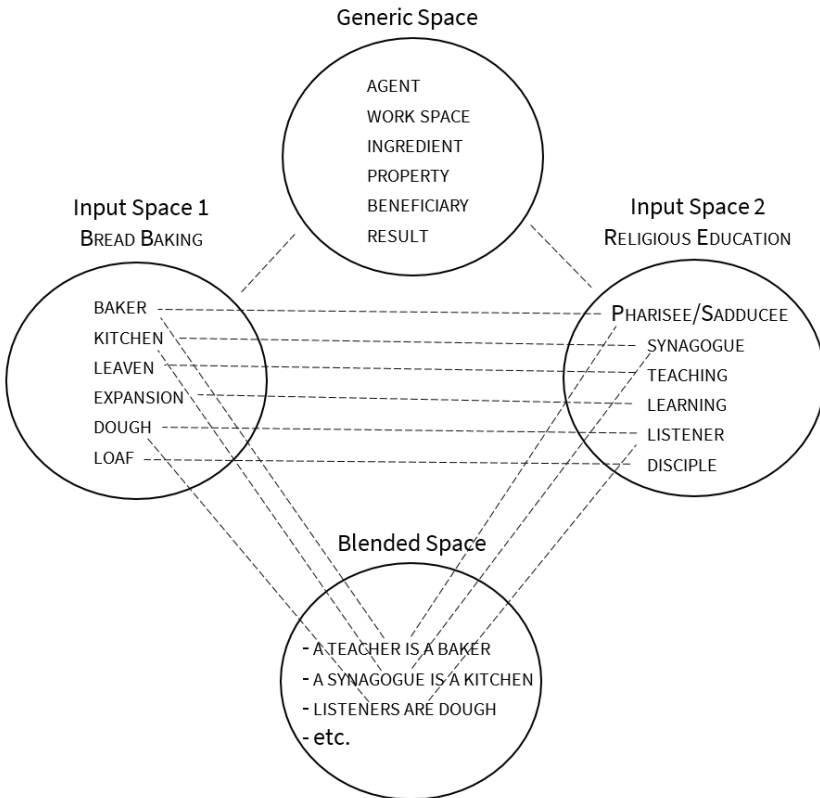 Generic Space
AGENT
WORK SPACE
INGREDIENT
PROPERTY
BENEFICIARY
RESULT
Input Space 1
BREAD BAKING
BAKER
KITCHEN
LEAVEN
EXPANSION
DOUGH
LOAF
Input Space 2
RELIGIOUS EDUCATION
PHARISEE/SADDUCEE
SYNAGOGUE
TEACHING
LEARNING
LISTENER
DISCIPLE
Blended Space
- A TEACHER IS A BAKER
- A SYNAGOGUE IS A KITCHEN
- LISTENERS ARE DOUGH
- etc.